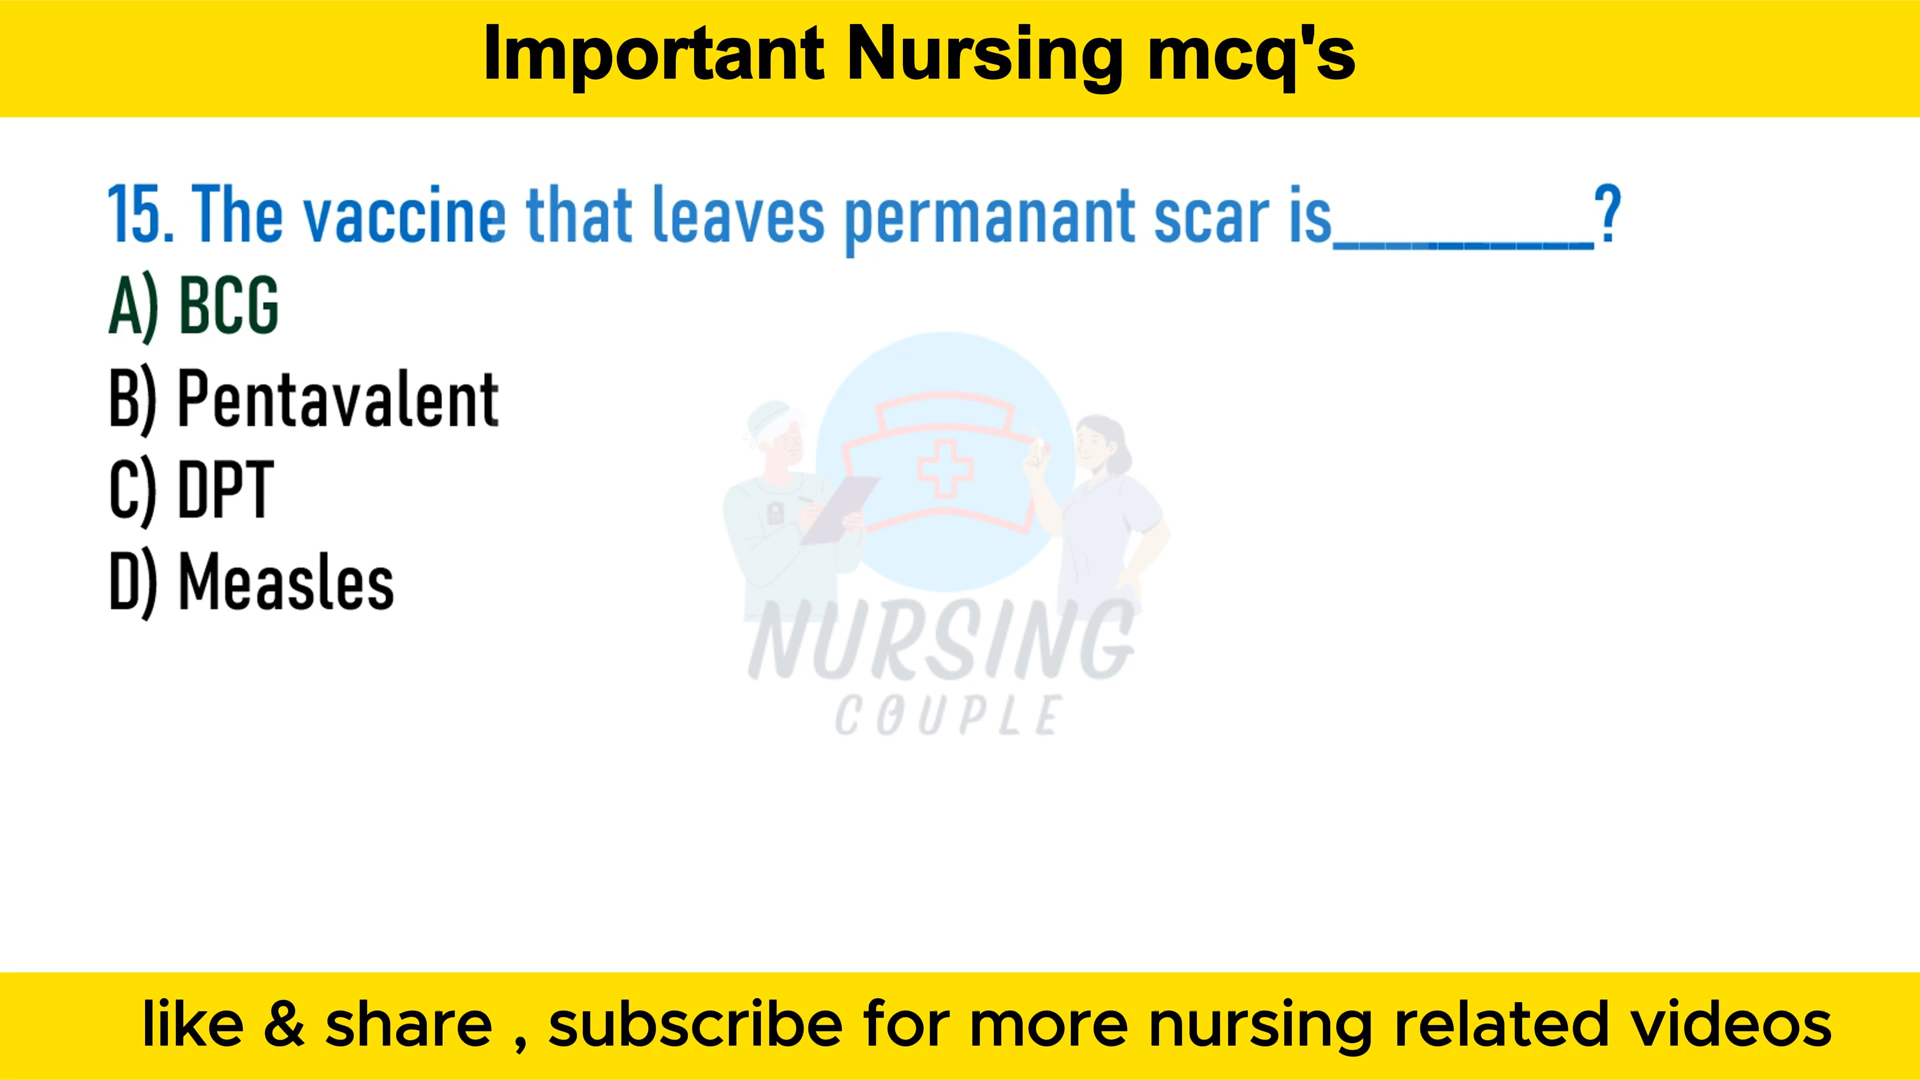 Important Nursing mcq's
15. The vaccine that leaves permanant scar is__________?
A) BCG
B) Pentavalent
C) DPT
D) Measles
NURSING
COUPLE
like & share , subscribe for more nursing related videos